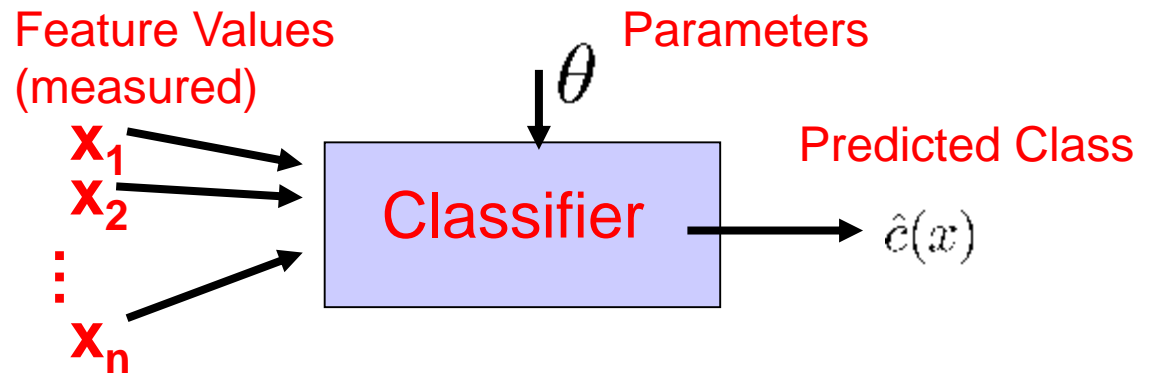 Feature Values
(measured)
Parameters
θ
x₁
x₂
⋮
xₙ
Classifier
Predicted Class
ĉ(x)